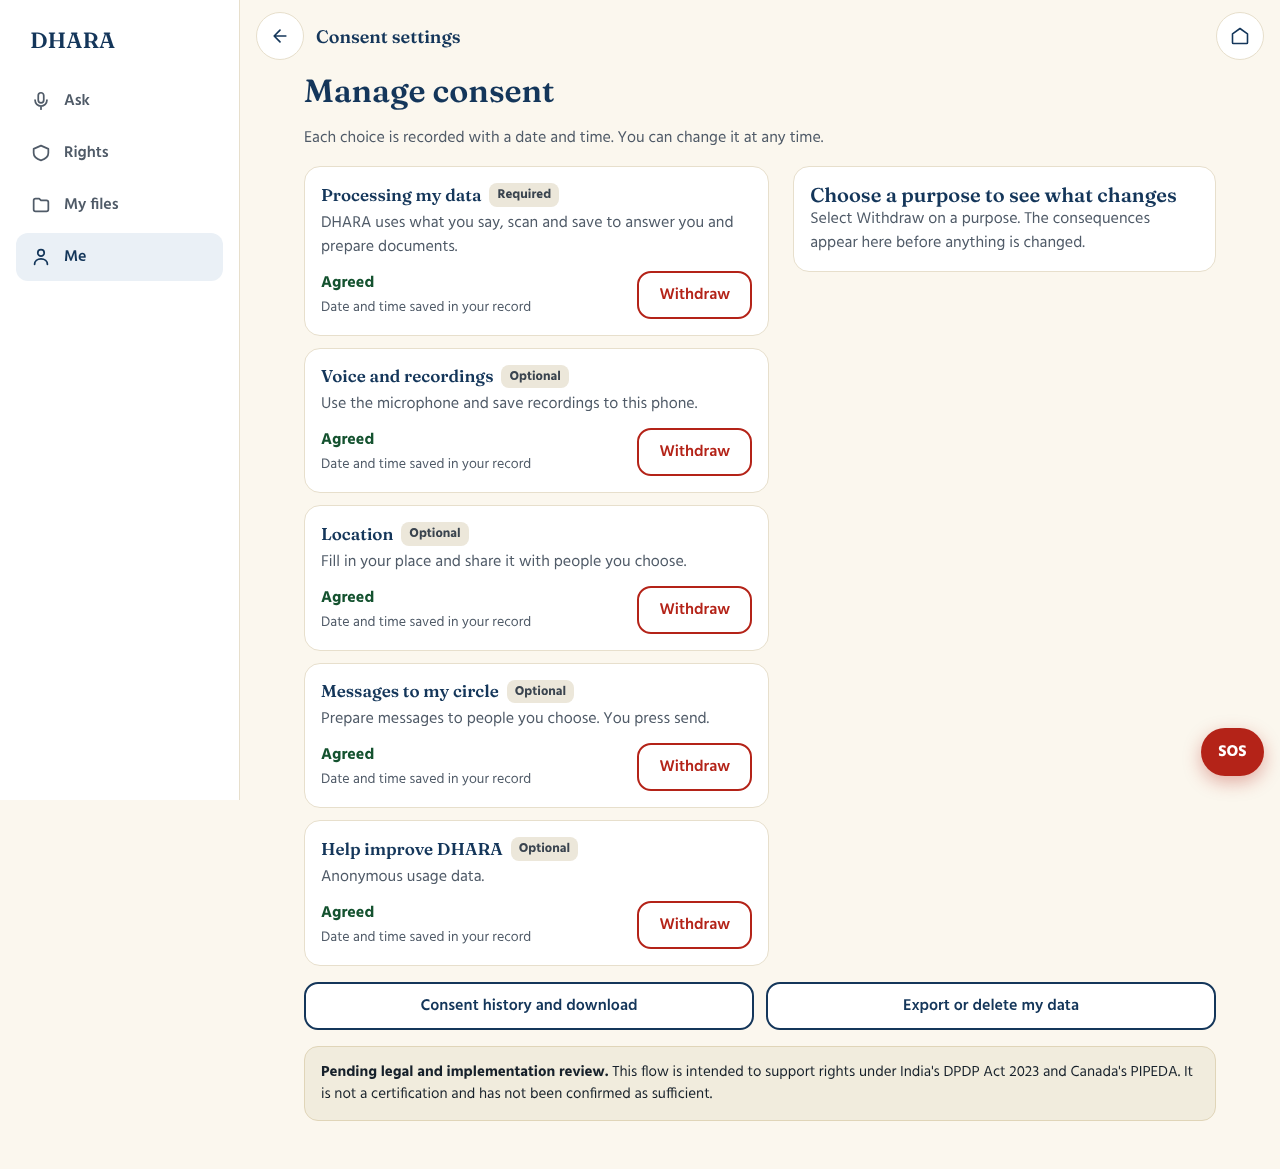 DHARA
Ask
Rights
My files
Me
Consent settings
Manage consent
Each choice is recorded with a date and time. You can change it at any time.
Processing my data Required
DHARA uses what you say, scan and save to answer you and
prepare documents.
Agreed
Date and time saved in your record
Withdraw
Voice and recordings Optional
Use the microphone and save recordings to this phone.
Agreed
Date and time saved in your record
Withdraw
Location Optional
Fill in your place and share it with people you choose.
Agreed
Date and time saved in your record
Withdraw
Messages to my circle Optional
Prepare messages to people you choose. You press send.
Agreed
Date and time saved in your record
Withdraw
Help improve DHARA Optional
Anonymous usage data.
Agreed
Date and time saved in your record
Withdraw
Choose a purpose to see what changes
Select Withdraw on a purpose. The consequences
appear here before anything is changed.
SOS
Consent history and download
Export or delete my data
Pending legal and implementation review. This flow is intended to support rights under India's DPDP Act 2023 and Canada's PIPEDA. It
is not a certification and has not been confirmed as sufficient.